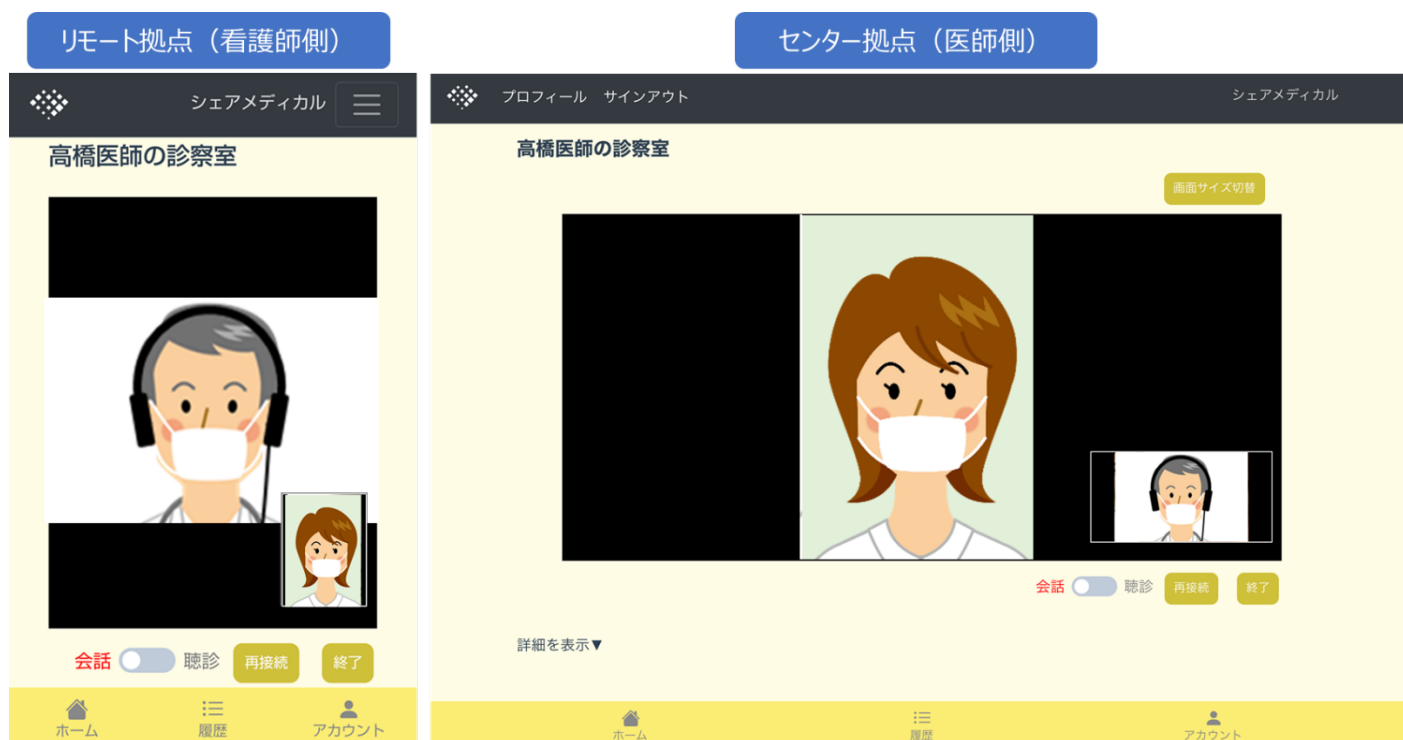 リモート拠点（看護師側）
シェアメディカル
高橋医師の診察室
会話 聴診 再接続 終了
ホーム 履歴 アカウント
センター拠点（医師側）
プロフィール サインアウト シェアメディカル
高橋医師の診察室
画面サイズ切替
会話 聴診 再接続 終了
詳細を表示▼
ホーム 履歴 アカウント